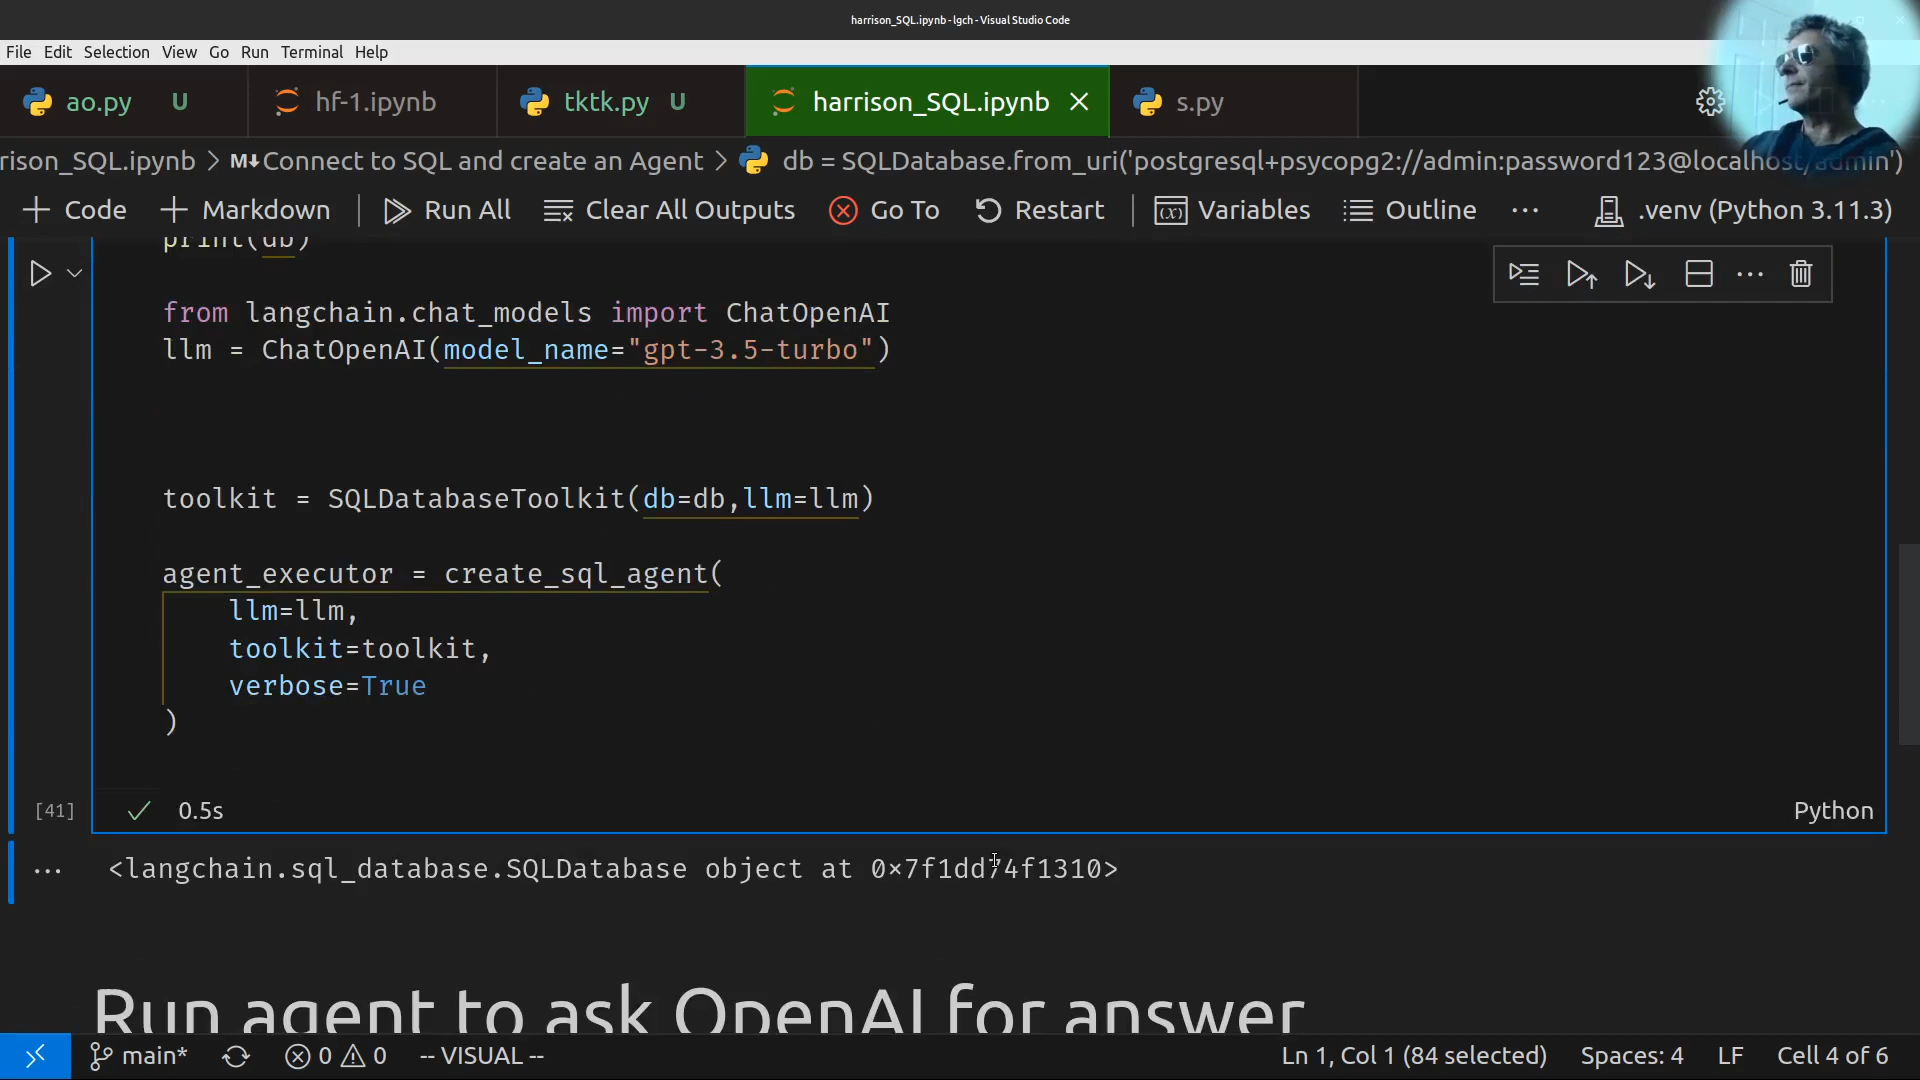 harrison_SQL.ipynb - lgch - Visual Studio Code
File Edit Selection View Go Run Terminal Help
ao.py U hf-1.ipynb tktk.py U harrison_SQL.ipynb s.py
rison_SQL.ipynb > M↓ Connect to SQL and create an Agent > db = SQLDatabase.from_uri('postgresql+psycopg2://admin:password123@localhost/admin')
+ Code + Markdown | Run All Clear All Outputs Go To Restart | Variables Outline ··· .venv (Python 3.11.3)
print(db)
from langchain.chat_models import ChatOpenAI
llm = ChatOpenAI(model_name="gpt-3.5-turbo")
toolkit = SQLDatabaseToolkit(db=db,llm=llm)
agent_executor = create_sql_agent(
llm=llm,
toolkit=toolkit,
verbose=True
)
[41] ✓ 0.5s Python
··· <langchain.sql_database.SQLDatabase object at 0×7f1dd74f1310>
Run agent to ask OpenAI for answer
main* 0 0 -- VISUAL -- Ln 1, Col 1 (84 selected) Spaces: 4 LF Cell 4 of 6